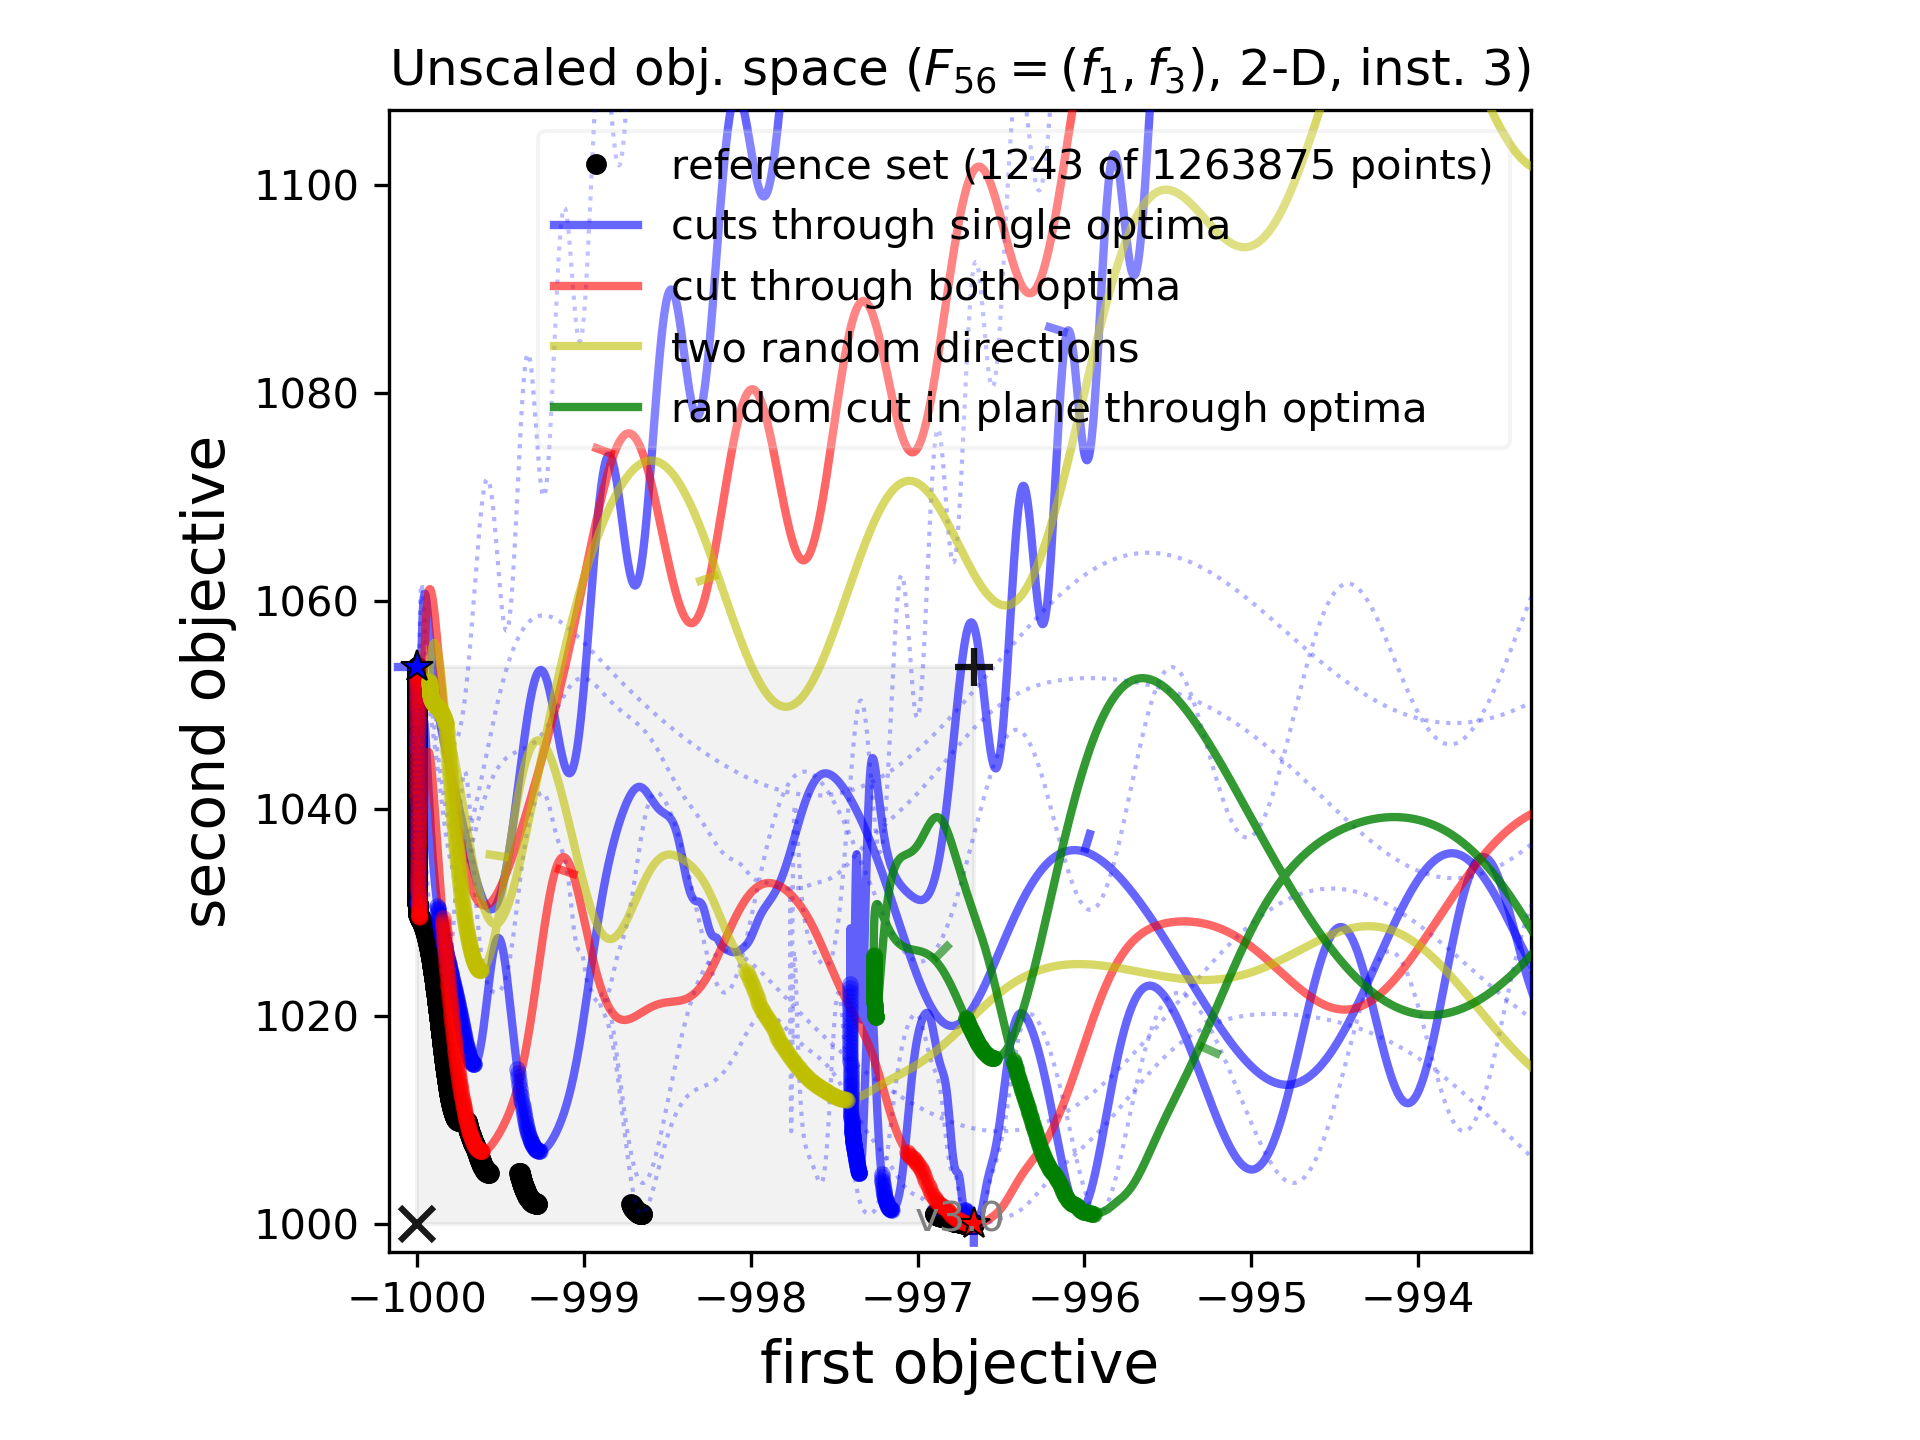 Unscaled obj. space (F₅₆ = (f₁, f₃), 2-D, inst. 3)
reference set (1243 of 1263875 points)
cuts through single optima
cut through both optima
two random directions
random cut in plane through optima
1100
1080
1060
1040
1020
1000
second objective
v3.0
−1000
−999
−998
−997
−996
−995
−994
first objective